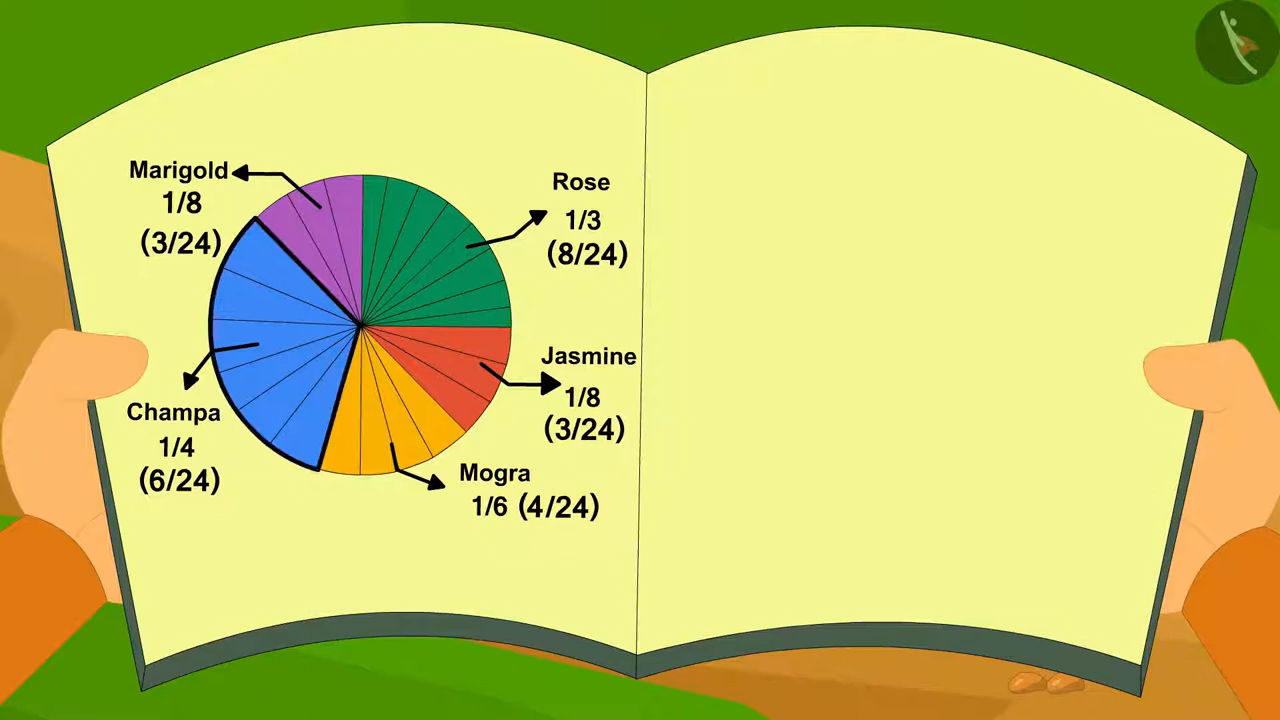 Marigold
1/8
(3/24)
Rose
1/3
(8/24)
Jasmine
1/8
(3/24)
Champa
1/4
(6/24)
Mogra
1/6 (4/24)